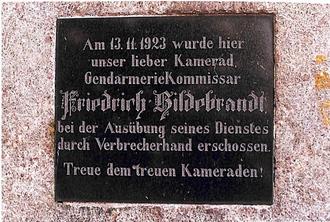 Am 13.11.1923 wurde hier
unser lieber Kamerad,
GendarmerieKommissar
Friedrich Hildebrandt
bei der Ausübung seines Dienstes
durch Verbrecherhand erschossen.
Treue dem treuen Kameraden!